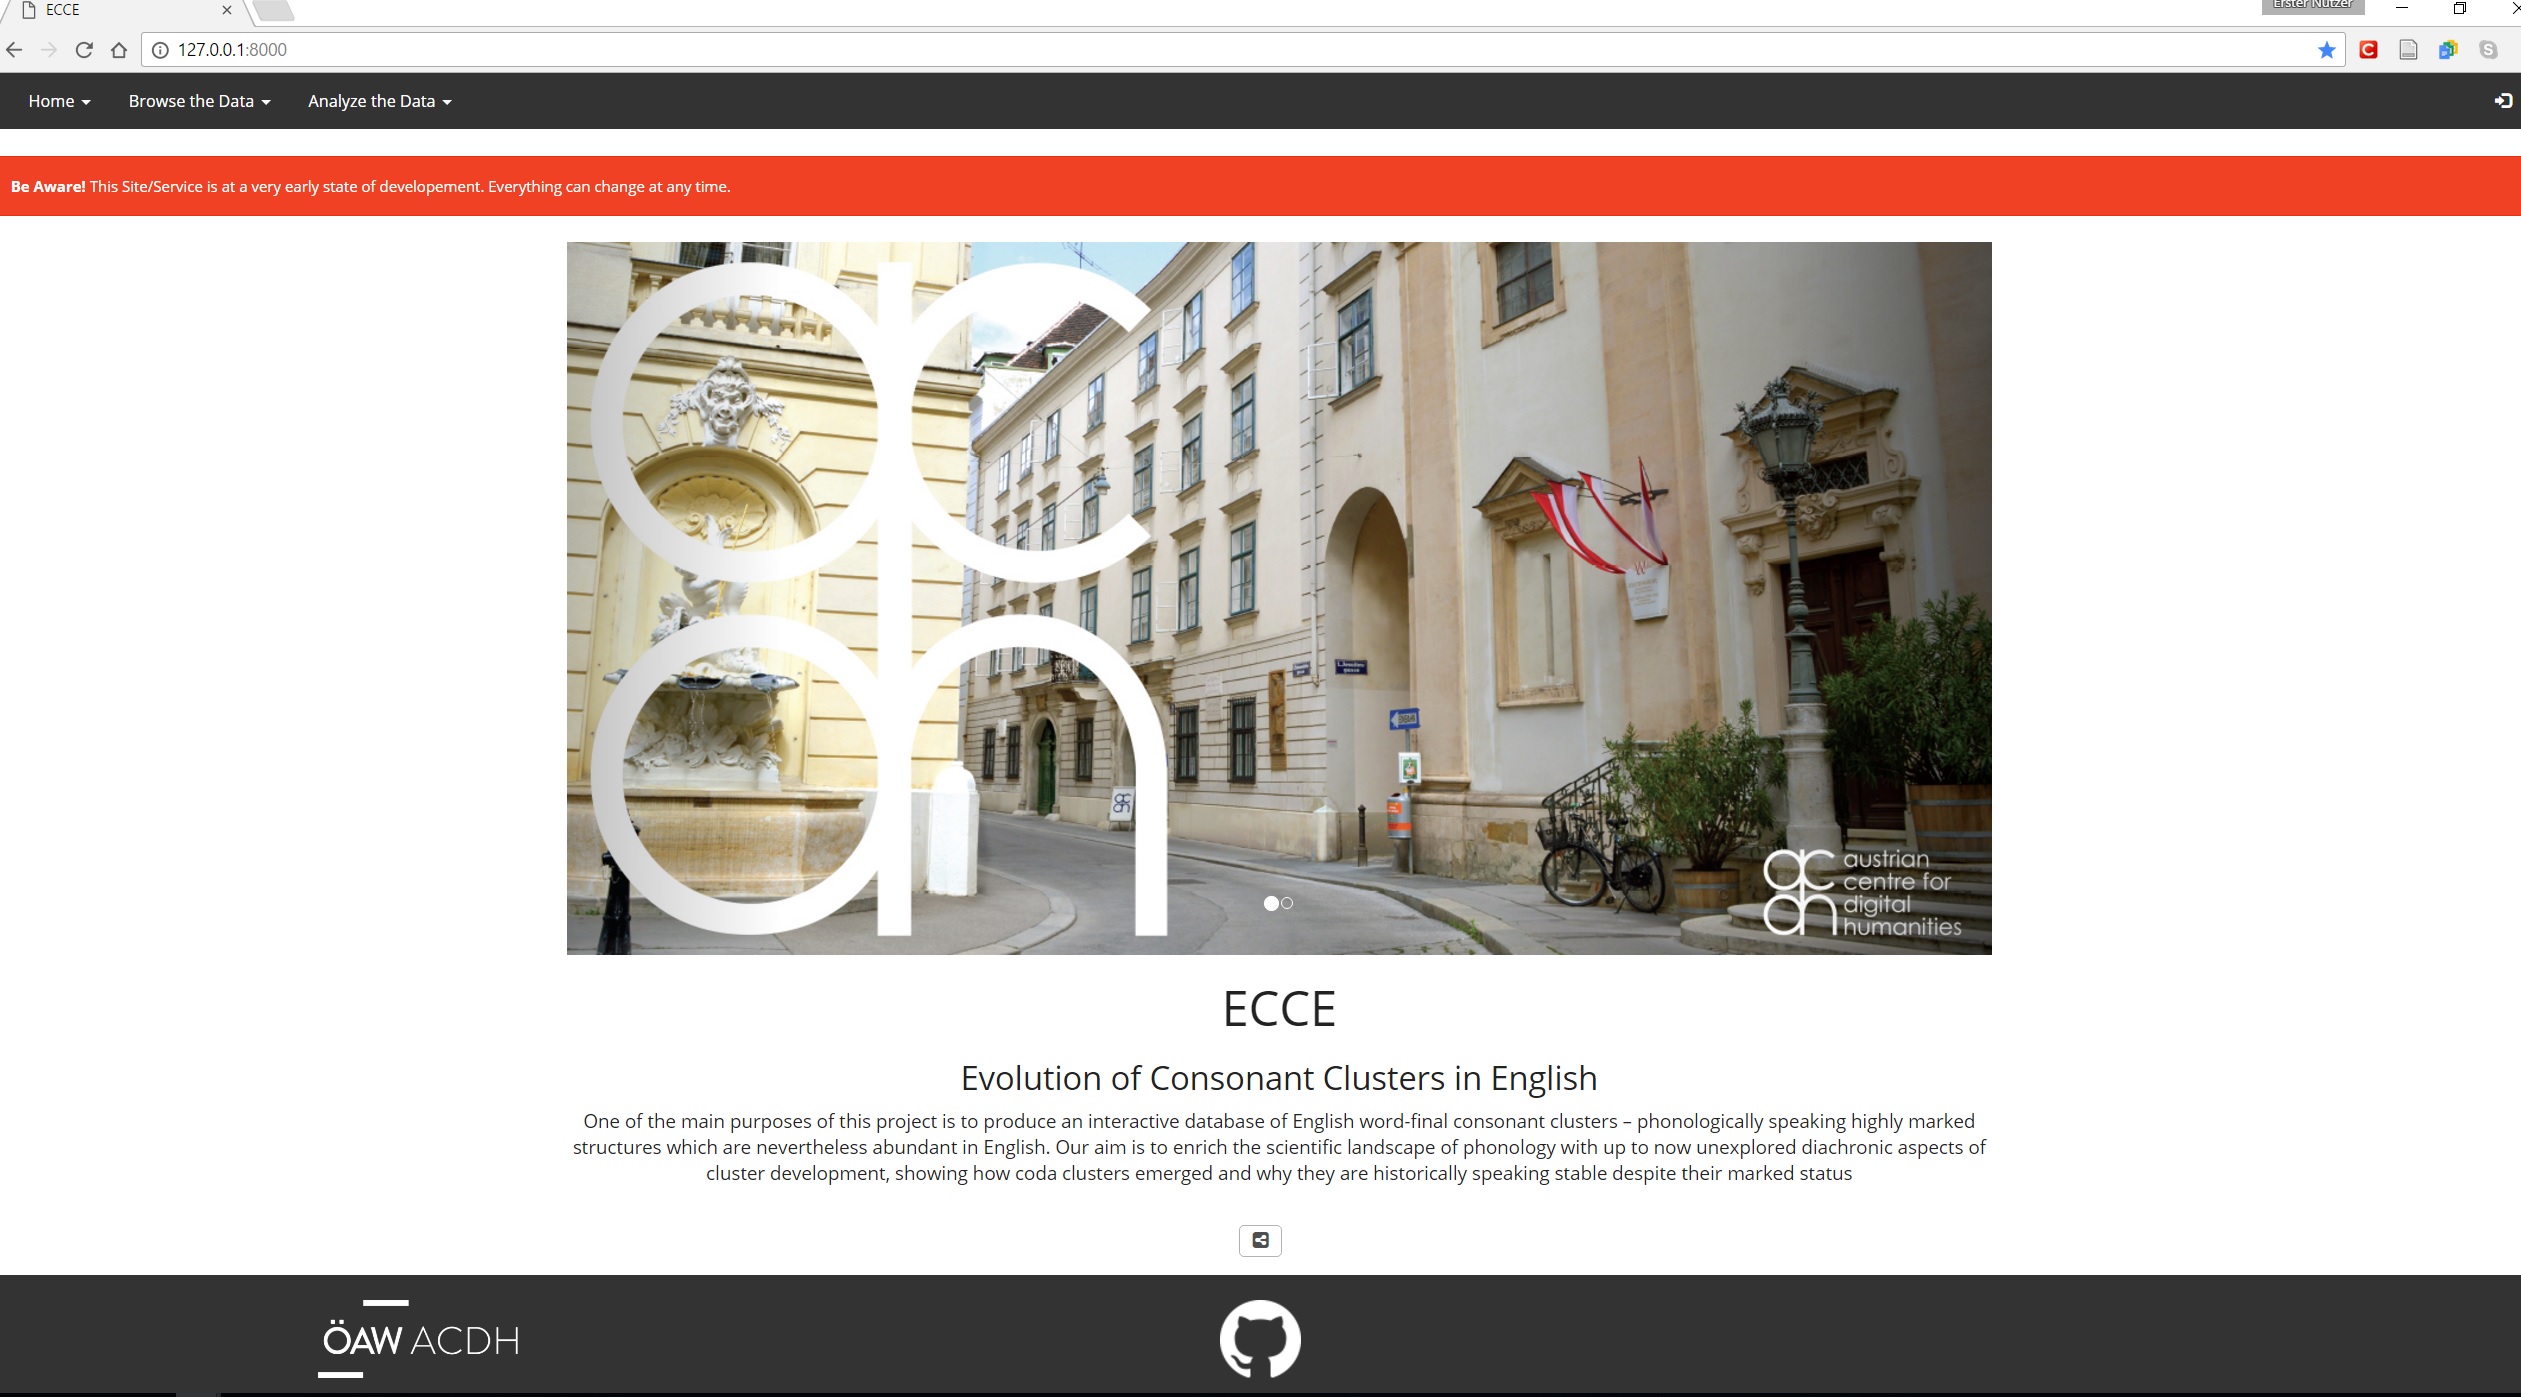 ECCE
Erster Nutzer
127.0.0.1:8000
Home
Browse the Data
Analyze the Data
Be Aware! This Site/Service is at a very early state of developement. Everything can change at any time.
ac
dh
austrian
centre for
digital
humanities
ECCE
Evolution of Consonant Clusters in English
One of the main purposes of this project is to produce an interactive database of English word-final consonant clusters – phonologically speaking highly marked
structures which are nevertheless abundant in English. Our aim is to enrich the scientific landscape of phonology with up to now unexplored diachronic aspects of
cluster development, showing how coda clusters emerged and why they are historically speaking stable despite their marked status
ÖAW ACDH